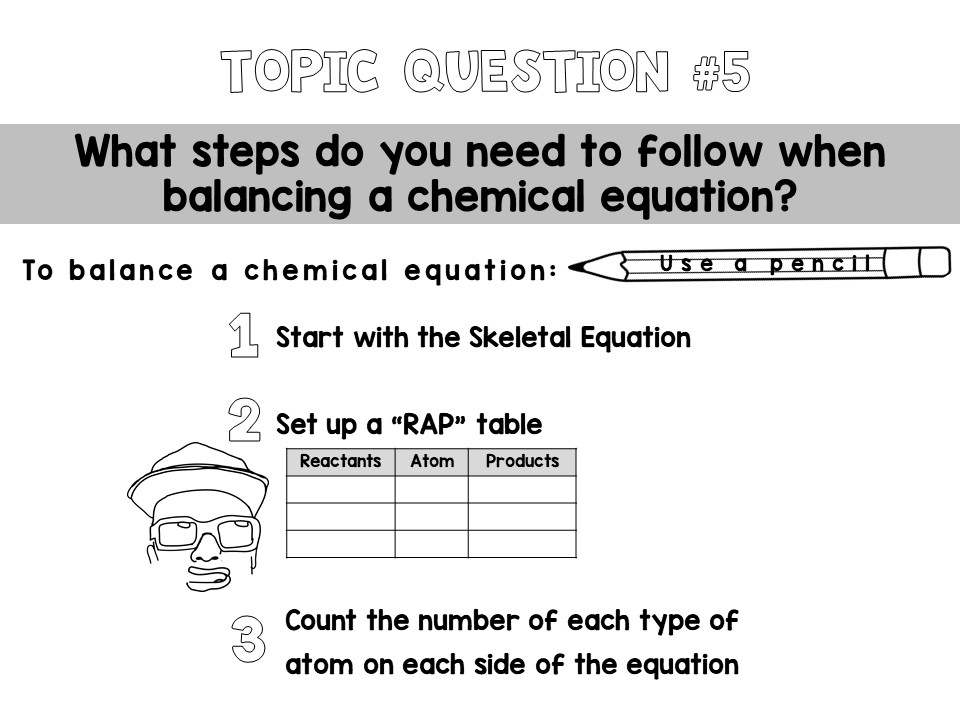 TOPIC QUESTION #5
What steps do you need to follow when
balancing a chemical equation?
To balance a chemical equation:
Use a pencil
1 Start with the Skeletal Equation
2 Set up a “RAP” table
Reactants Atom Products
3 Count the number of each type of
atom on each side of the equation